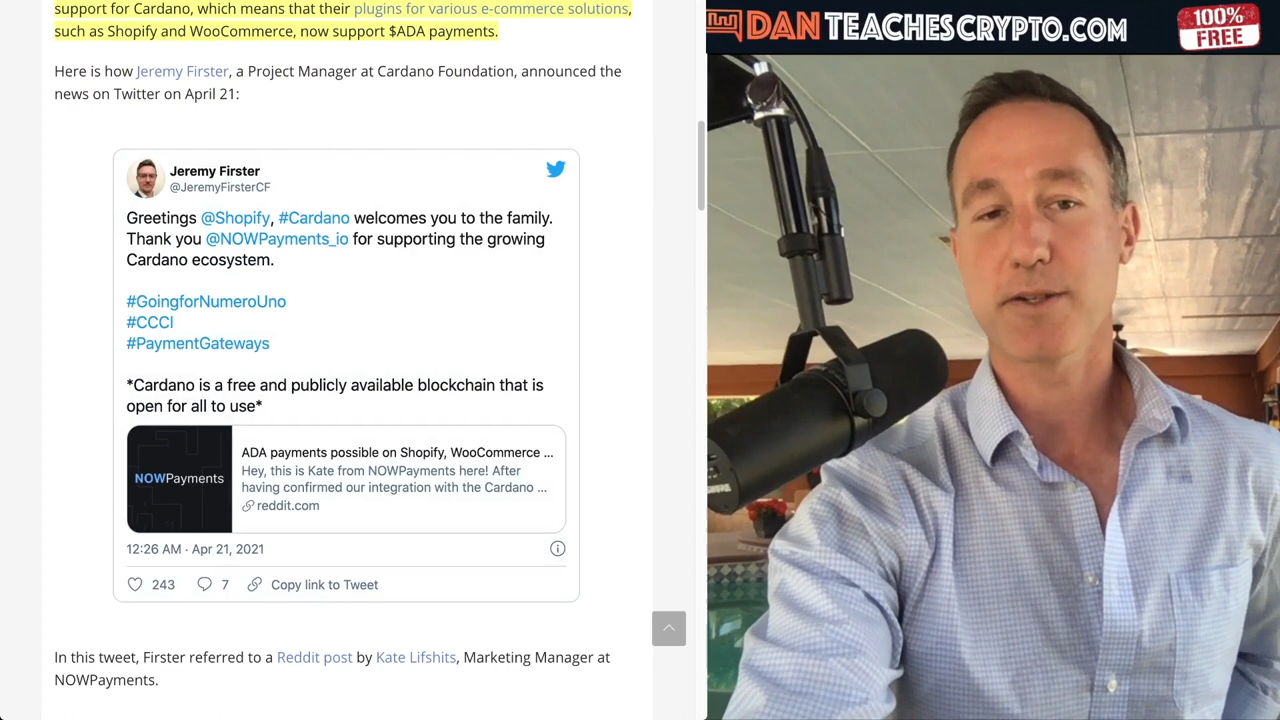 support for Cardano, which means that their plugins for various e-commerce solutions,
such as Shopify and WooCommerce, now support $ADA payments.
Here is how Jeremy Firster, a Project Manager at Cardano Foundation, announced the
news on Twitter on April 21:
Jeremy Firster
@JeremyFirsterCF
Greetings @Shopify, #Cardano welcomes you to the family.
Thank you @NOWPayments_io for supporting the growing
Cardano ecosystem.
#GoingforNumeroUno
#CCCI
#PaymentGateways
*Cardano is a free and publicly available blockchain that is
open for all to use*
NOWPayments
ADA payments possible on Shopify, WooCommerce ...
Hey, this is Kate from NOWPayments here! After
having confirmed our integration with the Cardano ...
reddit.com
12:26 AM · Apr 21, 2021
243 7 Copy link to Tweet
In this tweet, Firster referred to a Reddit post by Kate Lifshits, Marketing Manager at
NOWPayments.
DANTEACHESCRYPTO.COM
100%
FREE